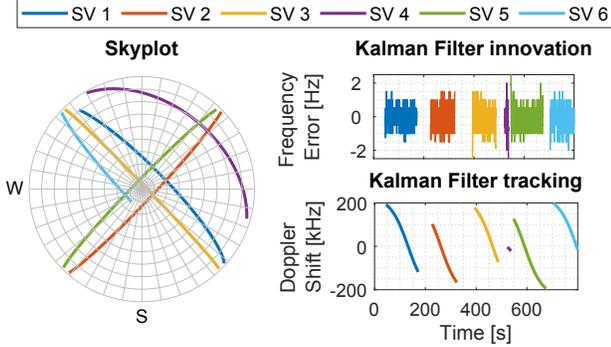 SV 1 SV 2 SV 3 SV 4 SV 5 SV 6
Skyplot
W
S
Kalman Filter innovation
Frequency
Error [Hz]
2
0
-2
Kalman Filter tracking
Doppler
Shift [kHz]
200
0
-200
0 200 400 600
Time [s]